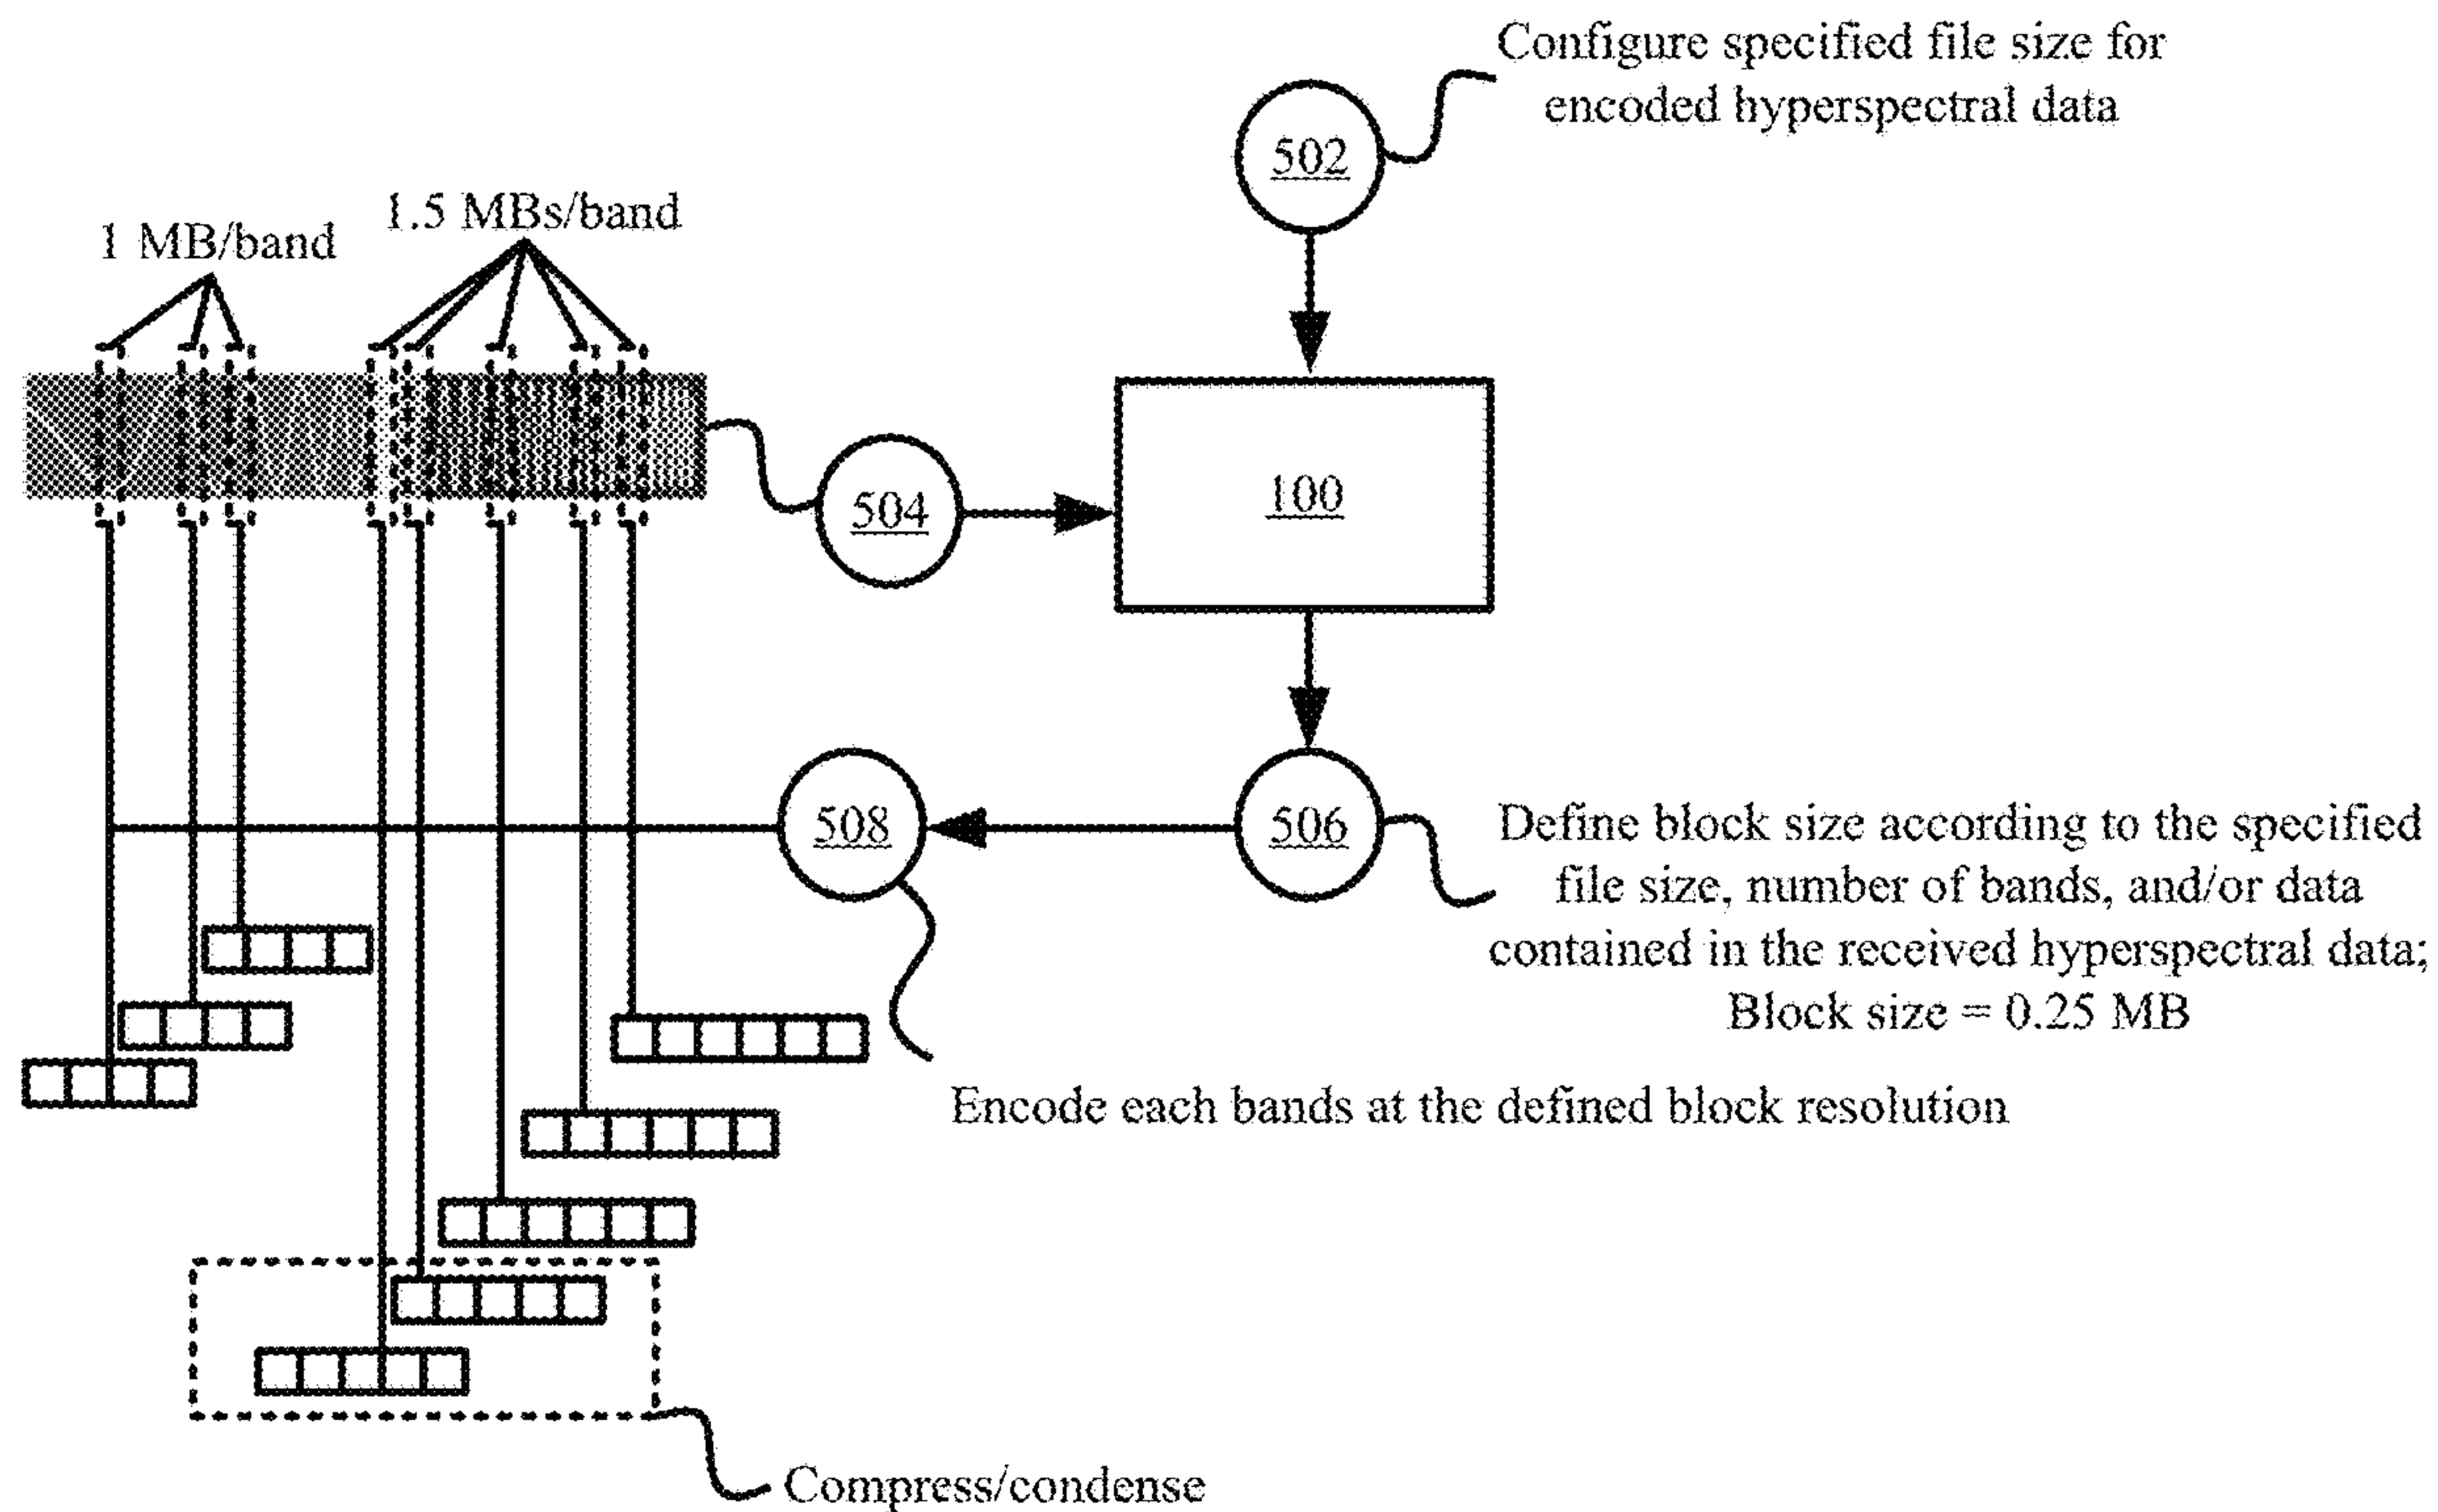 Configure specified file size for
encoded hyperspectral data
502
1.5 MBs/band
1 MB/band
504
100
508
506
Define block size according to the specified
file size, number of bands, and/or data
contained in the received hyperspectral data;
Block size = 0.25 MB
Encode each bands at the defined block resolution
Compress/condense